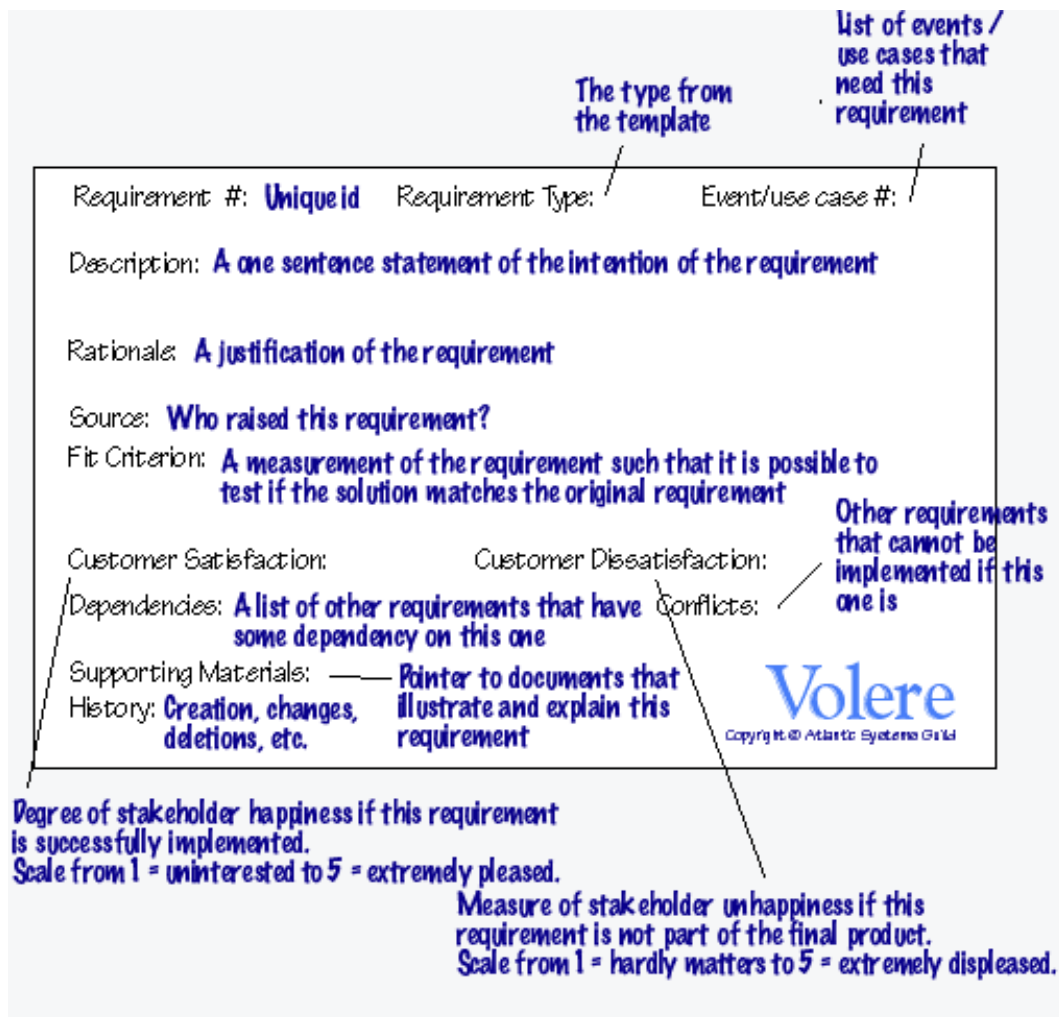 List of events /
use cases that
need this
requirement
The type from
the template
Requirement #: Unique id Requirement Type: Event/use case #:
Description: A one sentence statement of the intention of the requirement
Rationale: A justification of the requirement
Source: Who raised this requirement?
Fit Criterion: A measurement of the requirement such that it is possible to
test if the solution matches the original requirement
Other requirements
that cannot be
implemented if this
one is
Customer Satisfaction: Customer Dissatisfaction:
Dependencies: A list of other requirements that have
some dependency on this one
Conflicts:
Supporting Materials: Pointer to documents that
illustrate and explain this
requirement
History: Creation, changes,
deletions, etc.
Volere
Copyright © Atlantic Systems Guild
Degree of stakeholder happiness if this requirement
is successfully implemented.
Scale from 1 = uninterested to 5 = extremely pleased.
Measure of stakeholder unhappiness if this
requirement is not part of the final product.
Scale from 1 = hardly matters to 5 = extremely displeased.